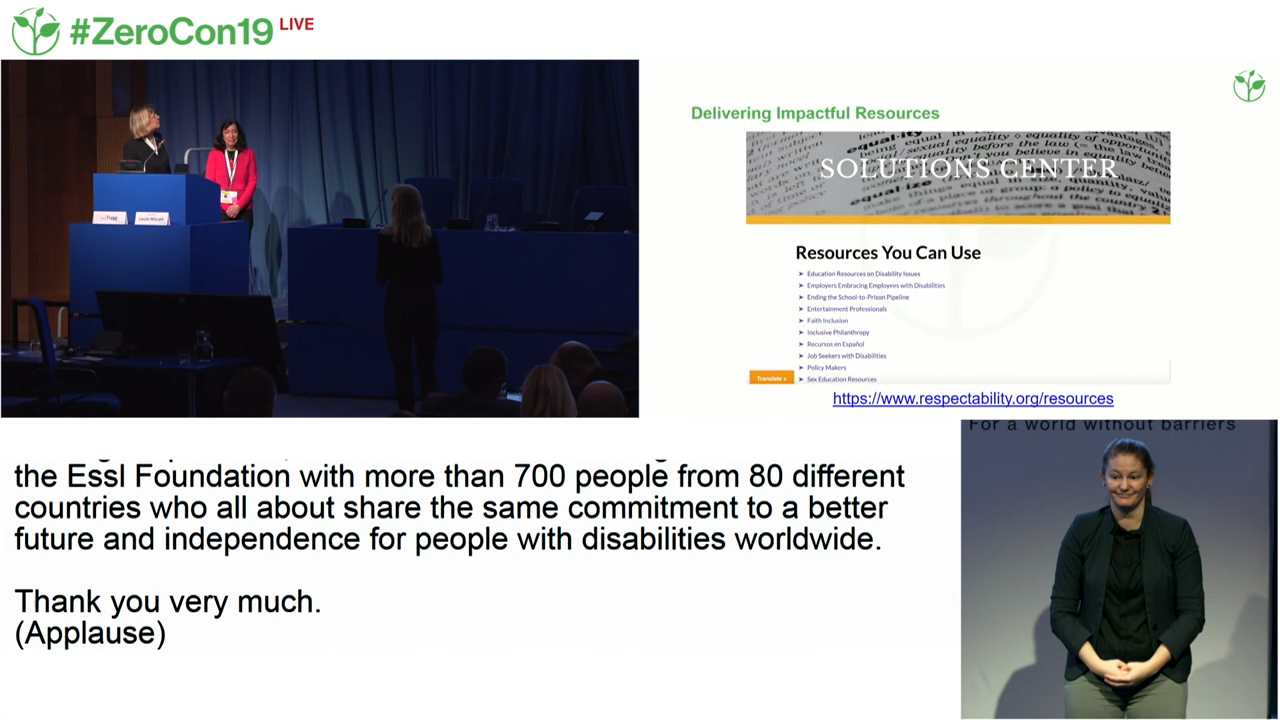 #ZeroCon19 LIVE
Delivering Impactful Resources
SOLUTIONS CENTER
Resources You Can Use
➤ Education Resources on Disability Issues
➤ Employers Embracing Employees with Disabilities
➤ Ending the School-to-Prison Pipeline
➤ Entertainment Professionals
➤ Faith Inclusion
➤ Inclusive Philanthropy
➤ Recursos en Español
➤ Job Seekers with Disabilities
➤ Policy Makers
➤ Sex Education Resources
Translate »
https://www.respectability.org/resources
For a world without barriers
the Essl Foundation with more than 700 people from 80 different
countries who all about share the same commitment to a better
future and independence for people with disabilities worldwide.
Thank you very much.
(Applause)